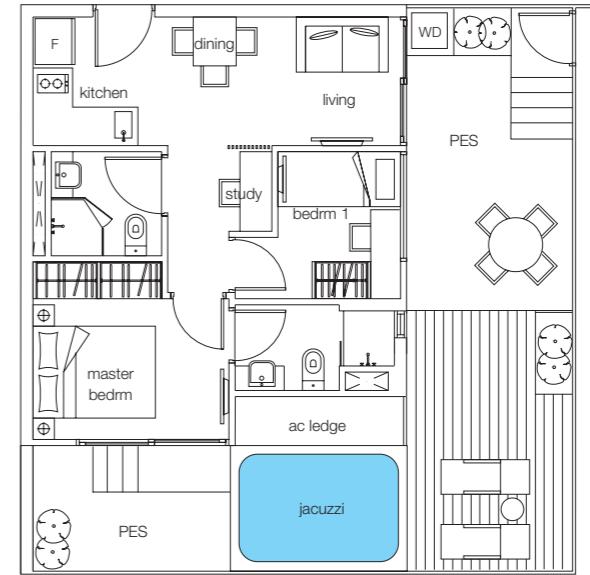 F
dining
WD
kitchen
living
PES
study
bedrm 1
master
bedrm
ac ledge
jacuzzi
PES